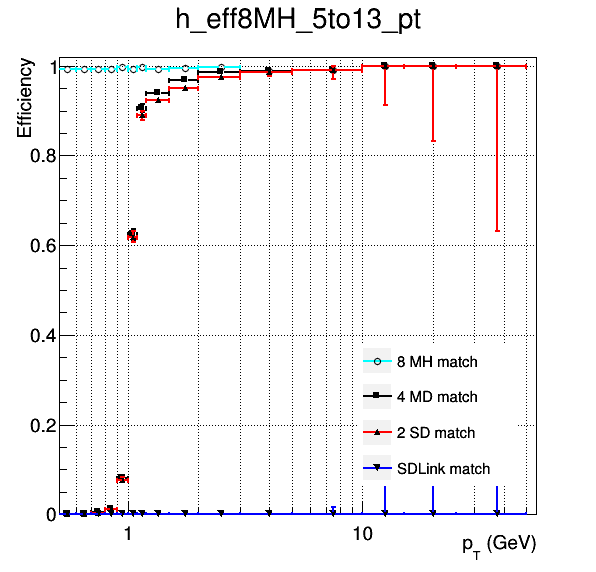 h_eff8MH_5to13_pt
Efficiency
1
0.8
0.6
0.4
0.2
0
8 MH match
4 MD match
2 SD match
SDLink match
1
10
p_T (GeV)